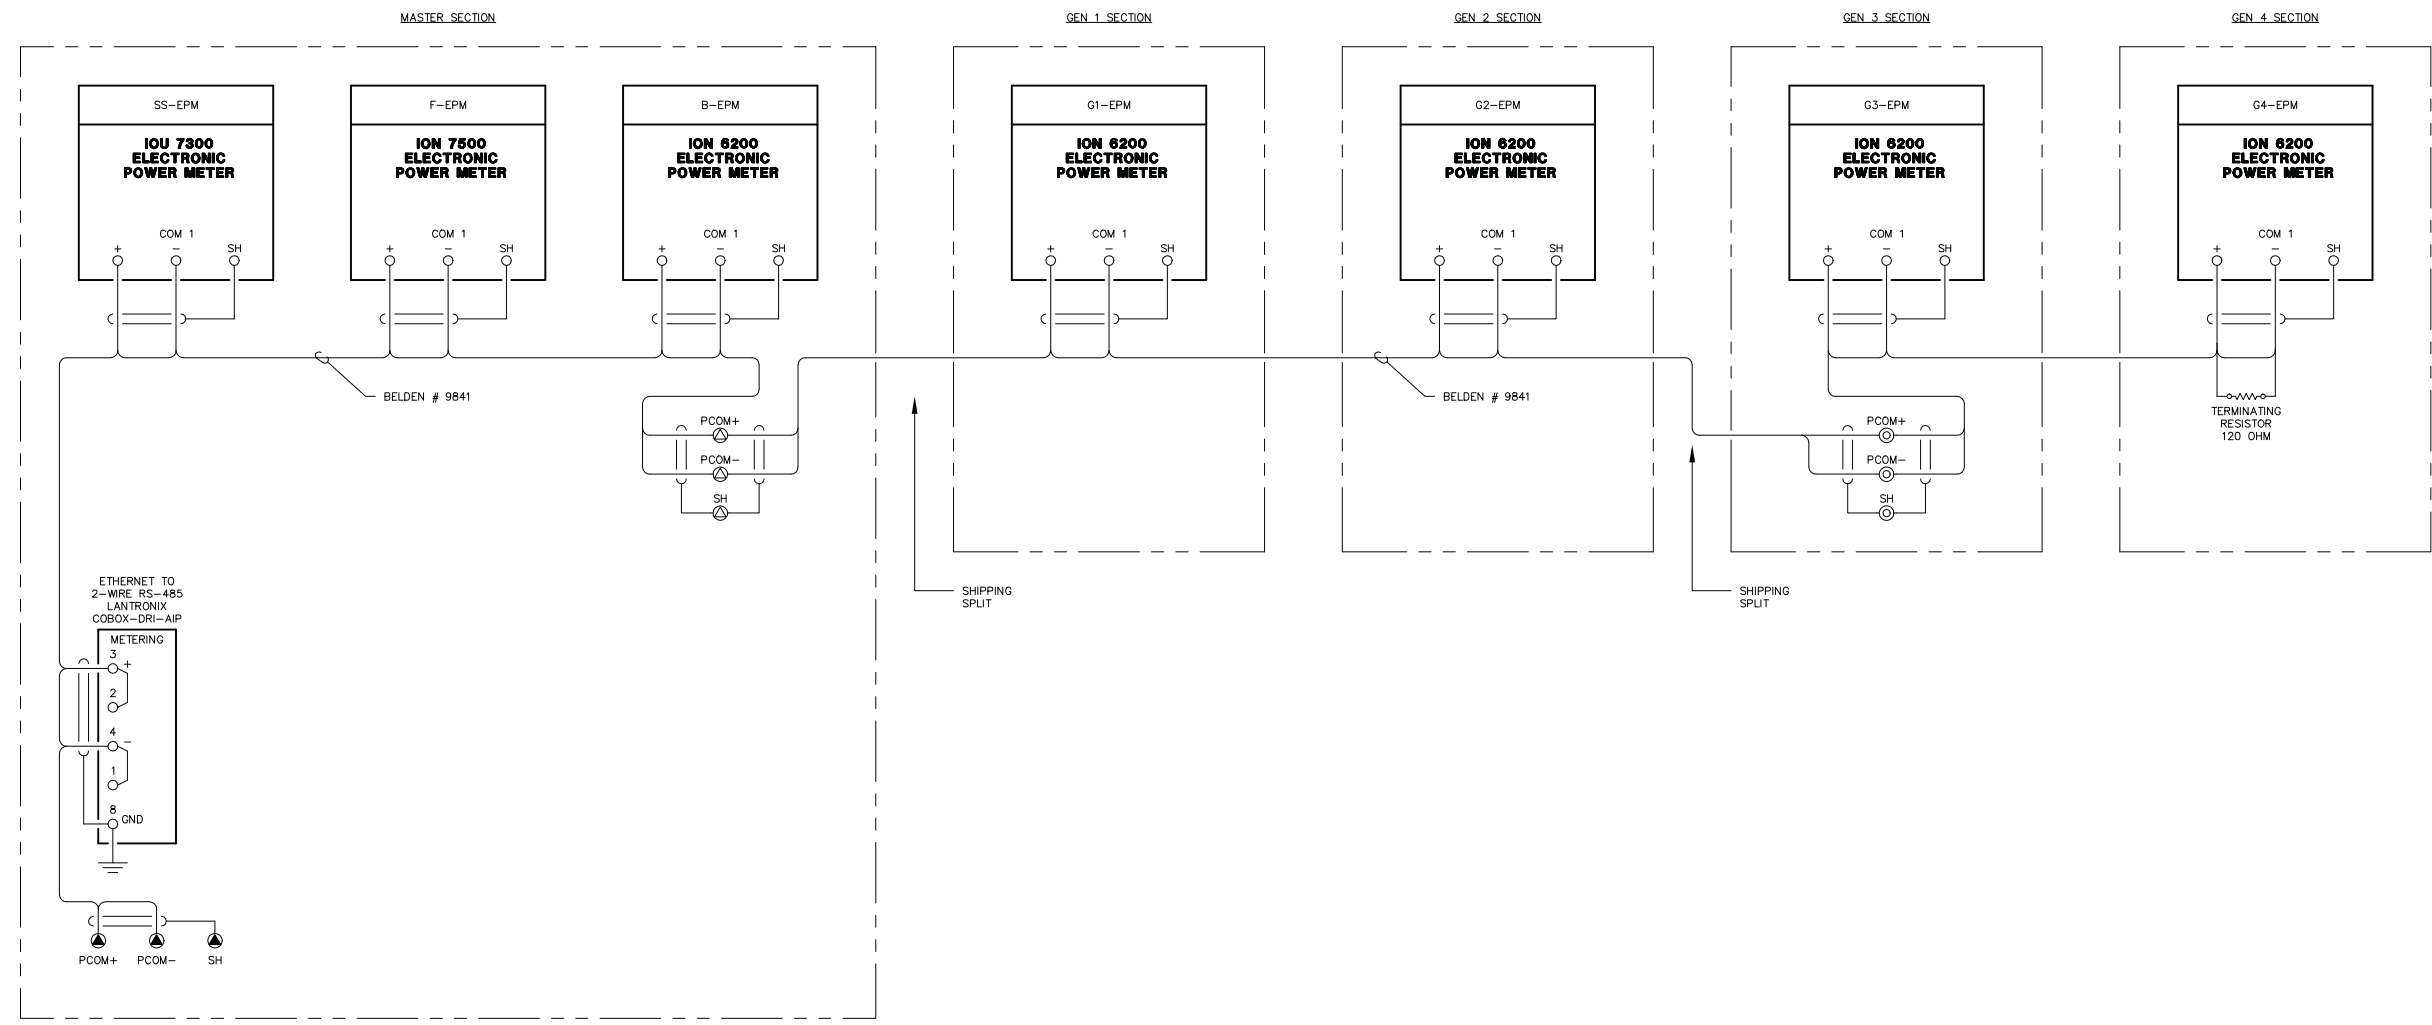 MASTER SECTION
GEN 1 SECTION
GEN 2 SECTION
GEN 3 SECTION
GEN 4 SECTION
SS-EPM
IOU 7300
ELECTRONIC
POWER METER
COM 1
+
-
SH
F-EPM
ION 7500
ELECTRONIC
POWER METER
COM 1
+
-
SH
B-EPM
ION 6200
ELECTRONIC
POWER METER
COM 1
+
-
SH
G1-EPM
ION 6200
ELECTRONIC
POWER METER
COM 1
+
-
SH
G2-EPM
ION 6200
ELECTRONIC
POWER METER
COM 1
+
-
SH
G3-EPM
ION 6200
ELECTRONIC
POWER METER
COM 1
+
-
SH
G4-EPM
ION 6200
ELECTRONIC
POWER METER
COM 1
+
-
SH
BELDEN # 9841
PCOM+
PCOM-
SH
BELDEN # 9841
PCOM+
PCOM-
SH
TERMINATING
RESISTOR
120 OHM
SHIPPING
SPLIT
SHIPPING
SPLIT
ETHERNET TO
2-WIRE RS-485
LANTRONIX
COBOX-DRI-AIP
METERING
3
+
2
4
-
1
8
GND
PCOM+
PCOM-
SH